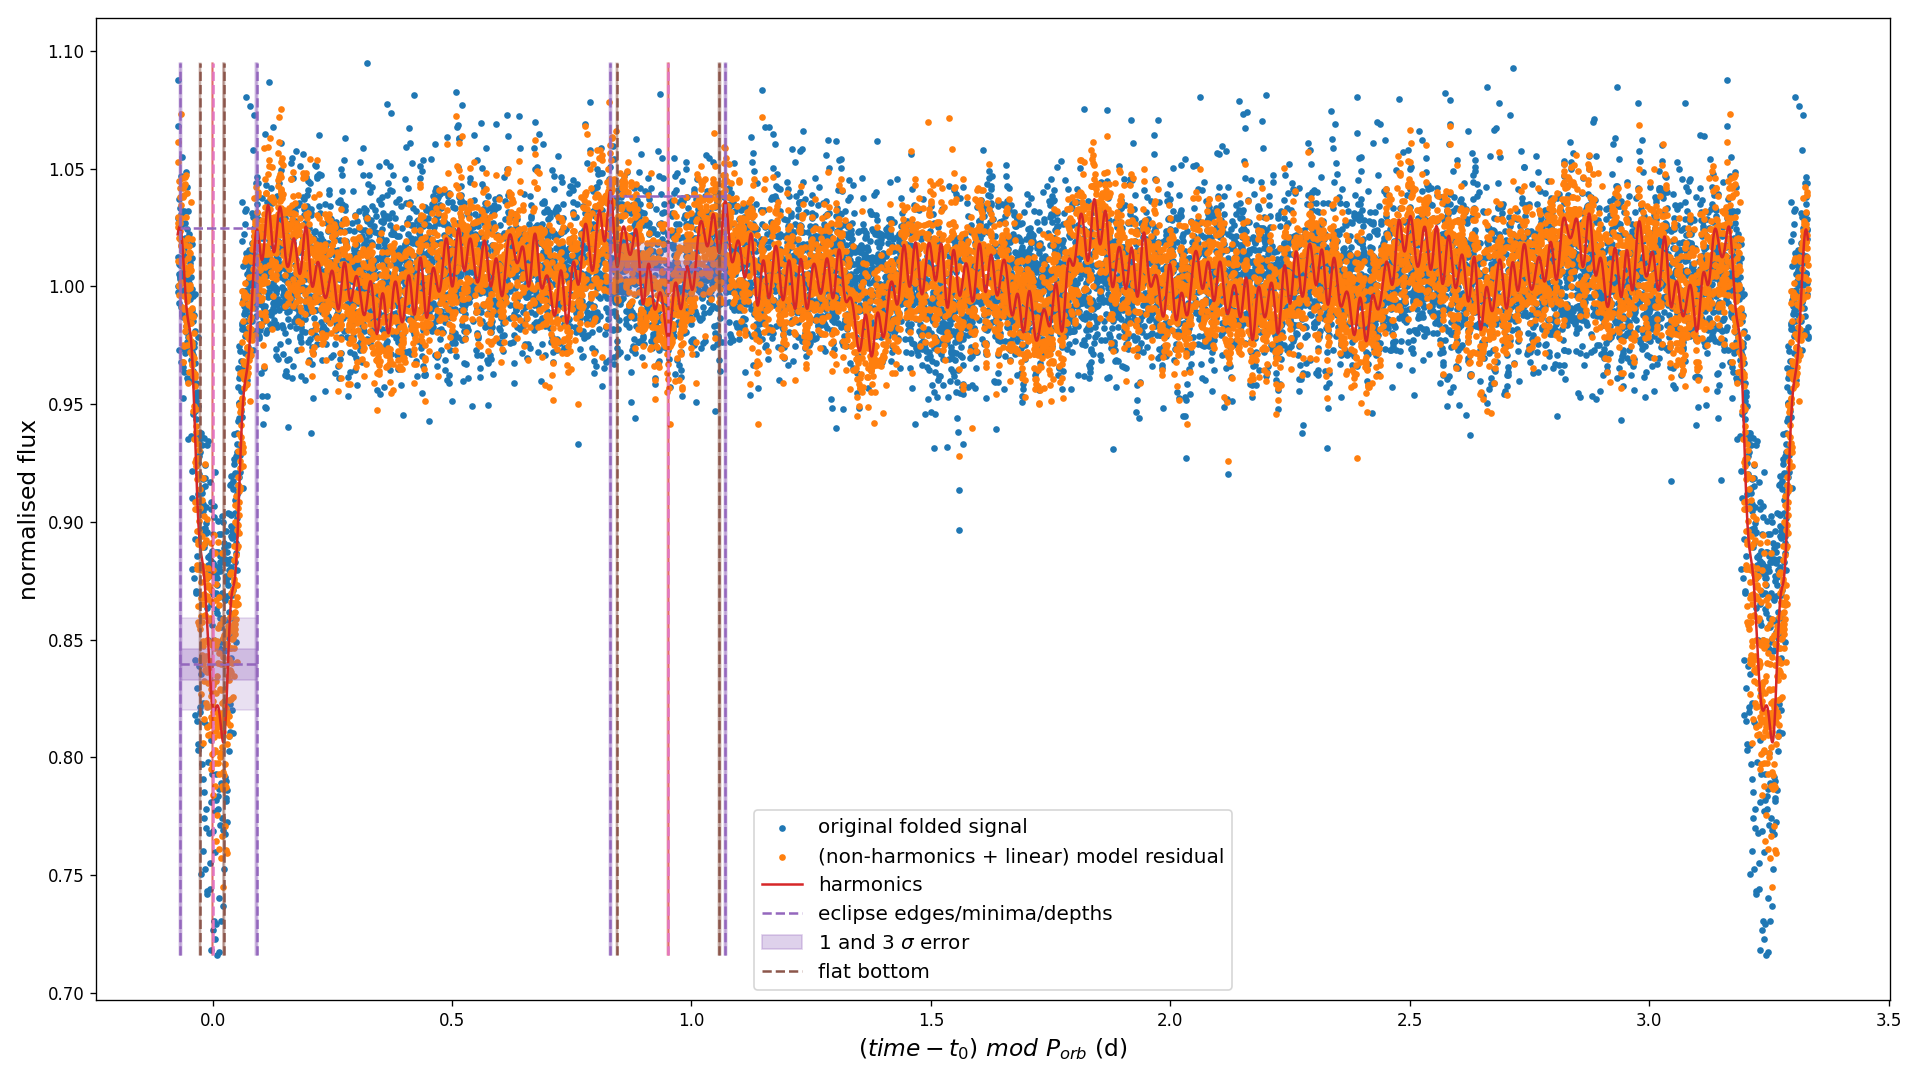 normalised flux
1.10
1.05
1.00
0.95
0.90
0.85
0.80
0.75
0.70
original folded signal
(non-harmonics + linear) model residual
harmonics
eclipse edges/minima/depths
1 and 3 σ error
flat bottom
0.0 0.5 1.0 1.5 2.0 2.5 3.0 3.5
(time − t₀) mod Pₒᵣᵦ (d)